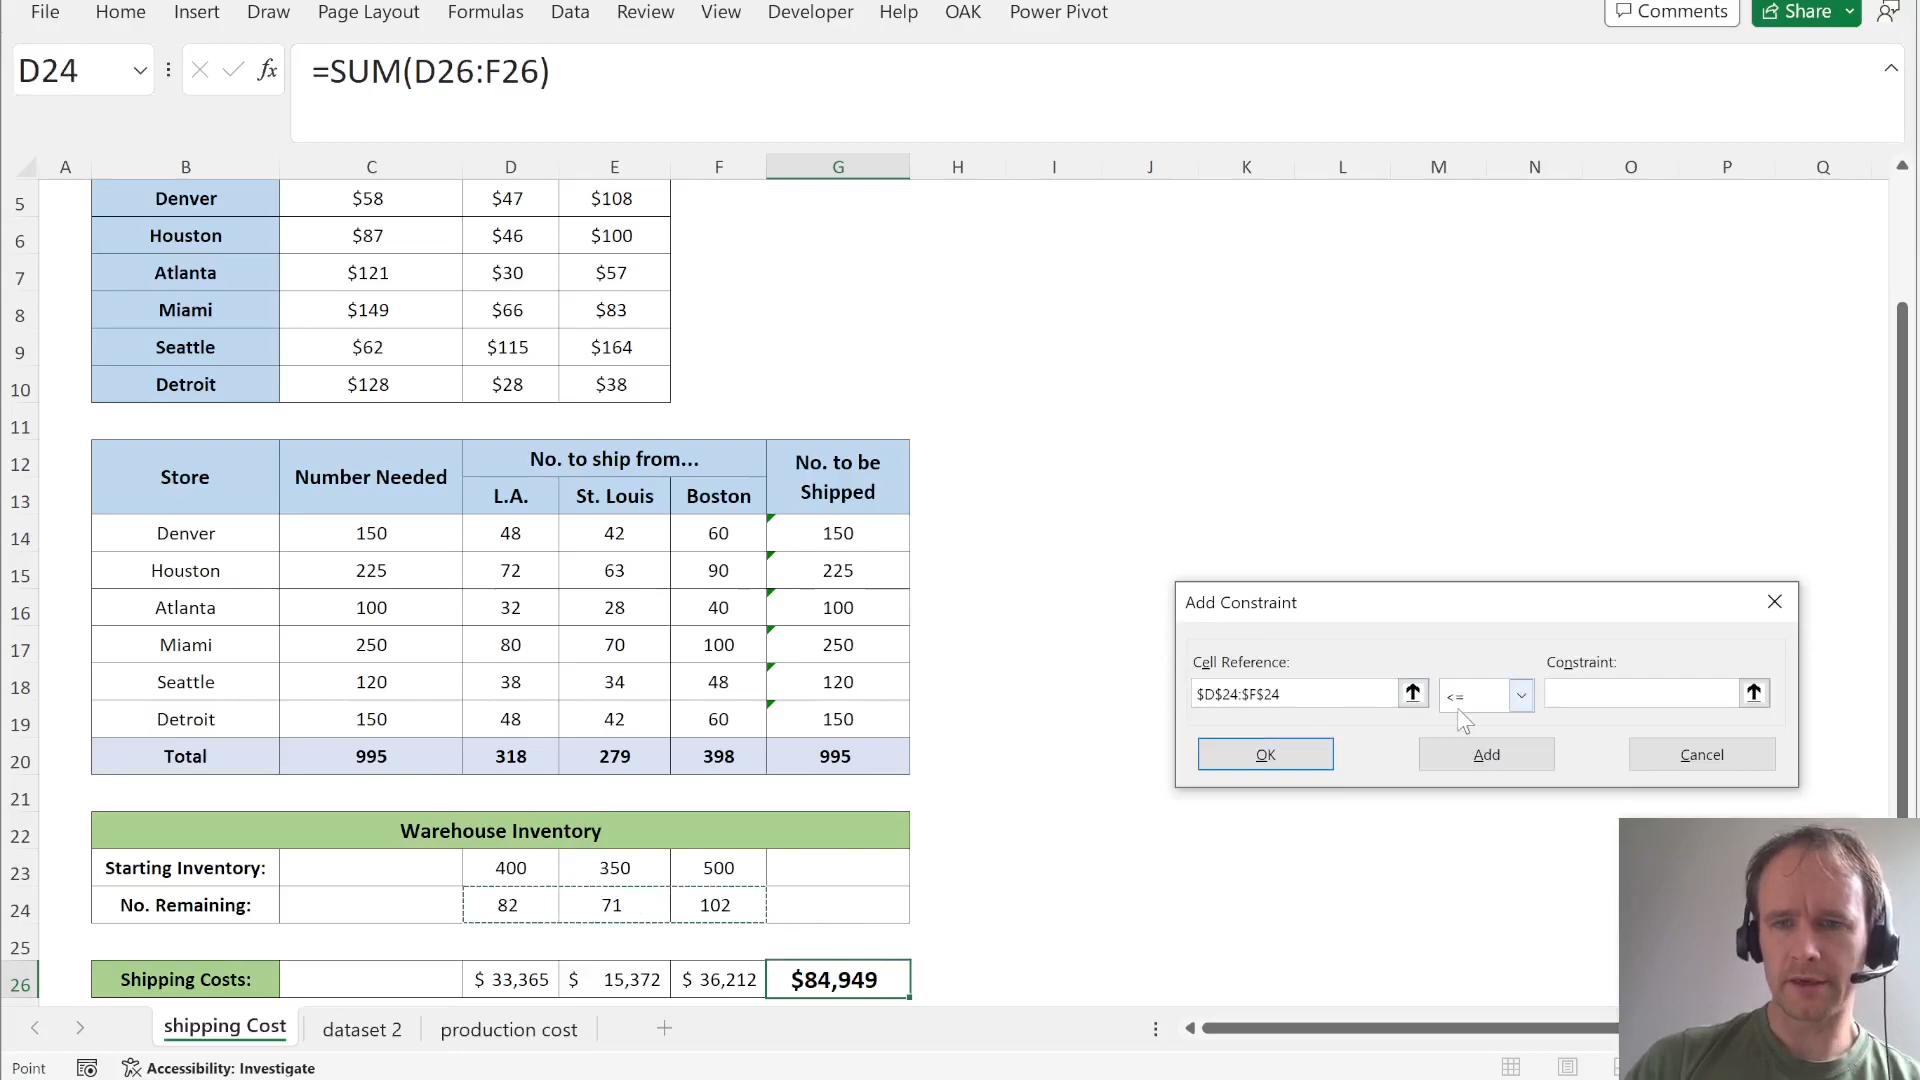 File Home Insert Draw Page Layout Formulas Data Review View Developer Help OAK Power Pivot Comments Share
D24 fx =SUM(D26:F26)
A B C D E F G H I J K L M N O P Q
5 Denver $58 $47 $108
6 Houston $87 $46 $100
7 Atlanta $121 $30 $57
8 Miami $149 $66 $83
9 Seattle $62 $115 $164
10 Detroit $128 $28 $38
11
12 Store Number Needed No. to ship from... No. to be Shipped
13 L.A. St. Louis Boston
14 Denver 150 48 42 60 150
15 Houston 225 72 63 90 225
16 Atlanta 100 32 28 40 100
17 Miami 250 80 70 100 250
18 Seattle 120 38 34 48 120
19 Detroit 150 48 42 60 150
20 Total 995 318 279 398 995
21
22 Warehouse Inventory
23 Starting Inventory: 400 350 500
24 No. Remaining: 82 71 102
25
26 Shipping Costs: $ 33,365 $ 15,372 $ 36,212 $84,949
Add Constraint
Cell Reference: Constraint:
$D$24:$F$24 <=
OK Add Cancel
shipping Cost dataset 2 production cost
Point Accessibility: Investigate